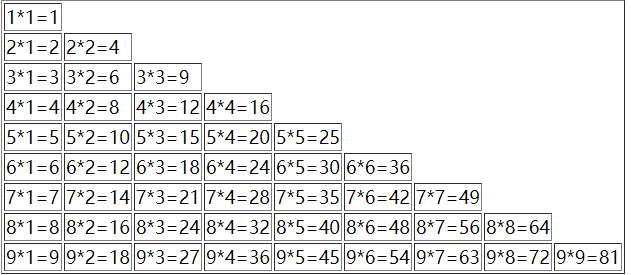 1*1=1
2*1=2 2*2=4
3*1=3 3*2=6 3*3=9
4*1=4 4*2=8 4*3=12 4*4=16
5*1=5 5*2=10 5*3=15 5*4=20 5*5=25
6*1=6 6*2=12 6*3=18 6*4=24 6*5=30 6*6=36
7*1=7 7*2=14 7*3=21 7*4=28 7*5=35 7*6=42 7*7=49
8*1=8 8*2=16 8*3=24 8*4=32 8*5=40 8*6=48 8*7=56 8*8=64
9*1=9 9*2=18 9*3=27 9*4=36 9*5=45 9*6=54 9*7=63 9*8=72 9*9=81